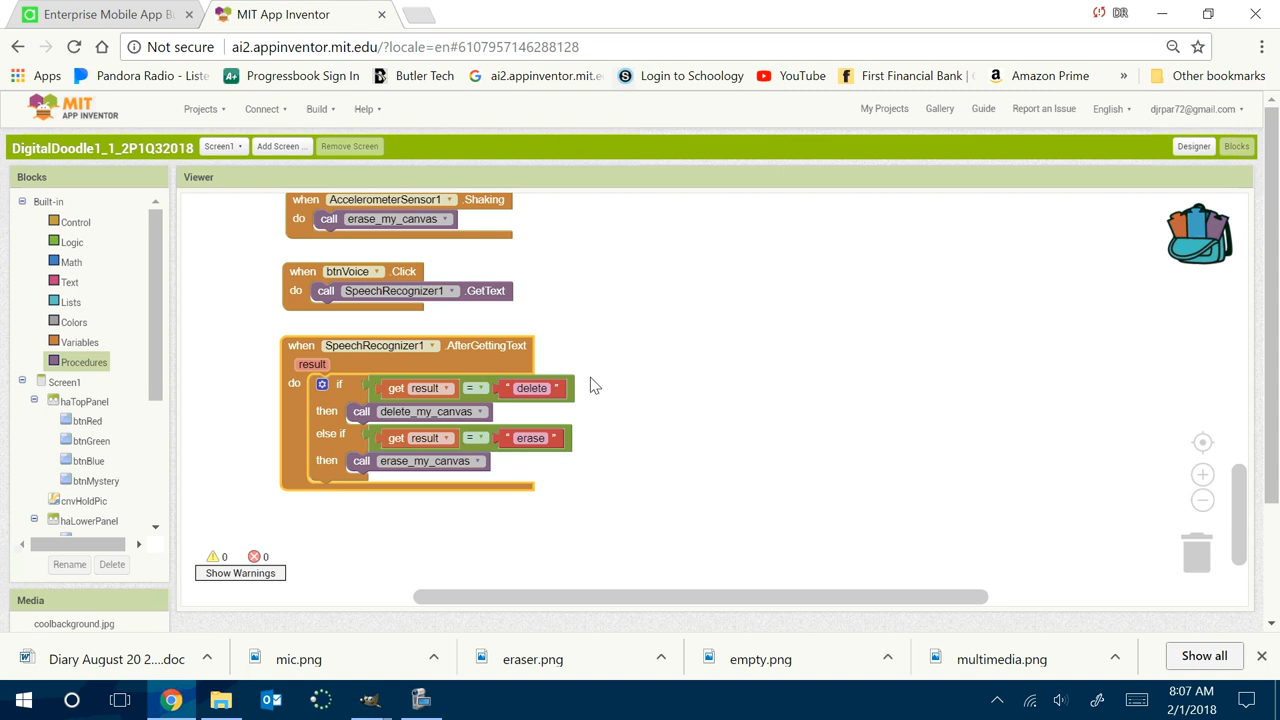 Enterprise Mobile App Bu
MIT App Inventor
DR
Not secure
ai2.appinventor.mit.edu/?locale=en#6107957146288128
Apps
Pandora Radio - Liste
Progressbook Sign In
Butler Tech
ai2.appinventor.mit.e
Login to Schoology
YouTube
First Financial Bank |
Amazon Prime
»
Other bookmarks
MIT
APP INVENTOR
Projects
Connect
Build
Help
My Projects
Gallery
Guide
Report an Issue
English
djrpar72@gmail.com
DigitalDoodle1_1_2P1Q32018
Screen1
Add Screen ...
Remove Screen
Designer
Blocks
Blocks
Viewer
Built-in
Control
Logic
Math
Text
Lists
Colors
Variables
Procedures
Screen1
haTopPanel
btnRed
btnGreen
btnBlue
btnMystery
cnvHoldPic
haLowerPanel
Rename
Delete
Media
coolbackground.jpg
when AccelerometerSensor1 .Shaking
do call erase_my_canvas
when btnVoice .Click
do call SpeechRecognizer1 .GetText
when SpeechRecognizer1 .AfterGettingText
result
do if get result = “ delete ”
then call delete_my_canvas
else if get result = “ erase ”
then call erase_my_canvas
0 0
Show Warnings
Diary August 20 2....doc
mic.png
eraser.png
empty.png
multimedia.png
Show all
8:07 AM
2/1/2018